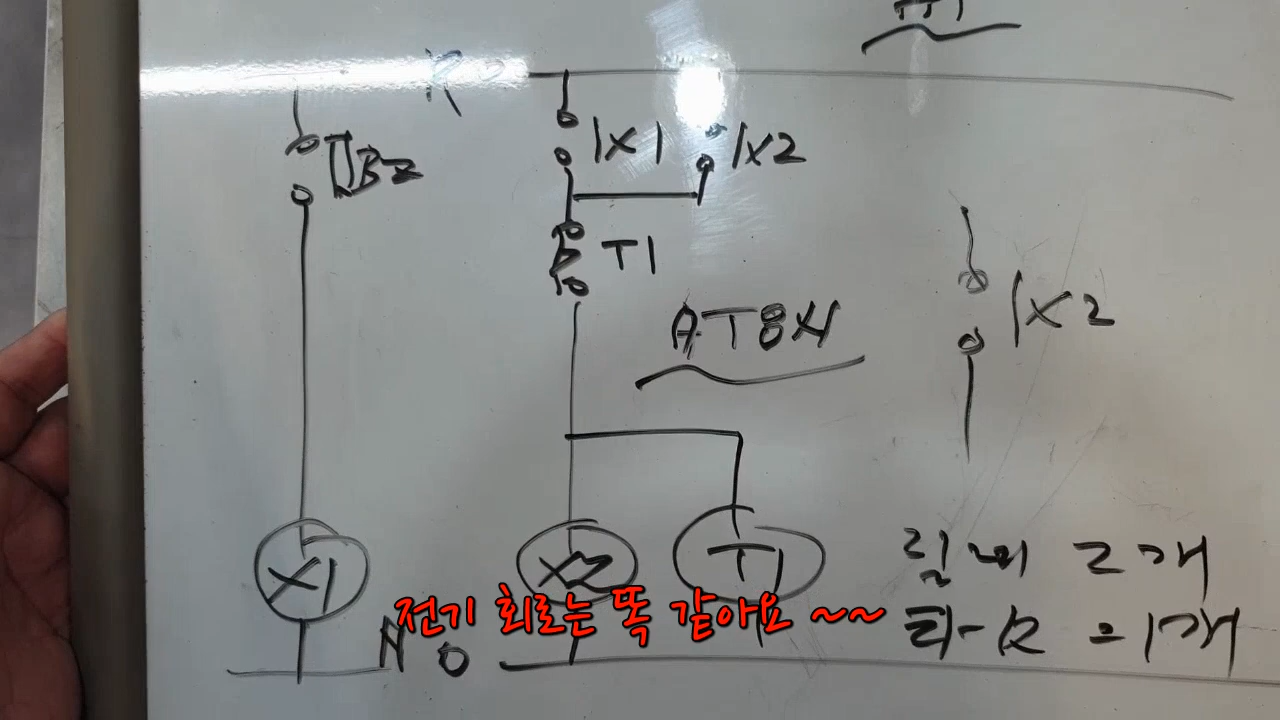 R
1X1
1X2
BZ
T1
AT8N
1X2
X1
X2
T1
릴레이 2개
타이머 = 1개
전기 회로는 똑 같아요 ~~
N